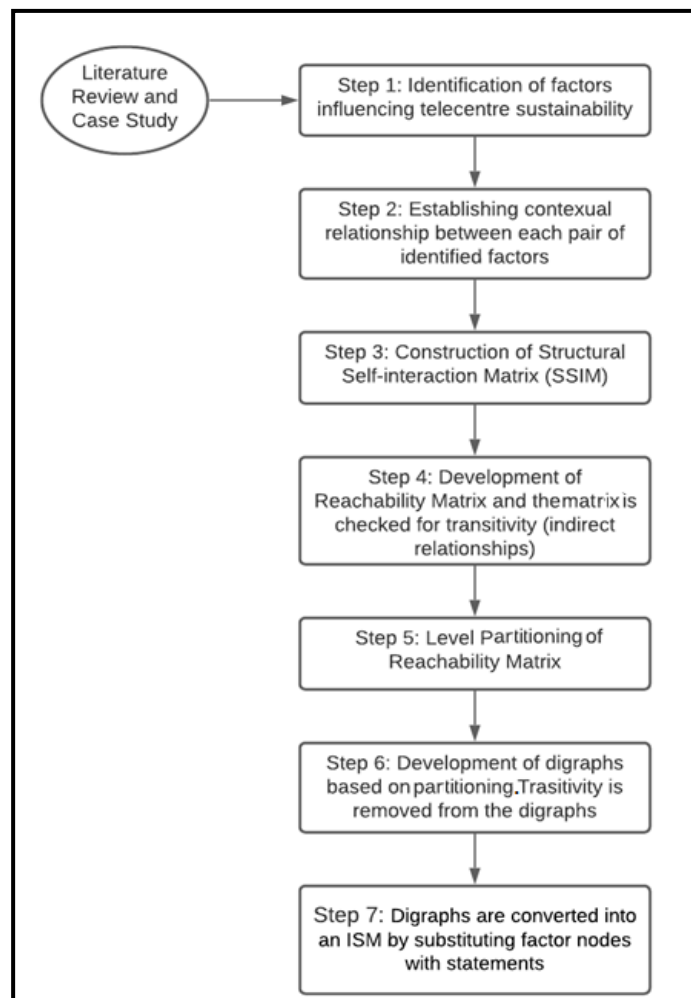 Literature
Review and
Case Study
Step 1: Identification of factors
influencing telecentre sustainability
Step 2: Establishing contexual
relationship between each pair of
identified factors
Step 3: Construction of Structural
Self-interaction Matrix (SSIM)
Step 4: Development of
Reachability Matrix and thematrix is
checked for transitivity (indirect
relationships)
Step 5: Level Partitioning of
Reachability Matrix
Step 6: Development of digraphs
based on partitioning.Trasitivity is
removed from the digraphs
Step 7: Digraphs are converted into
an ISM by substituting factor nodes
with statements